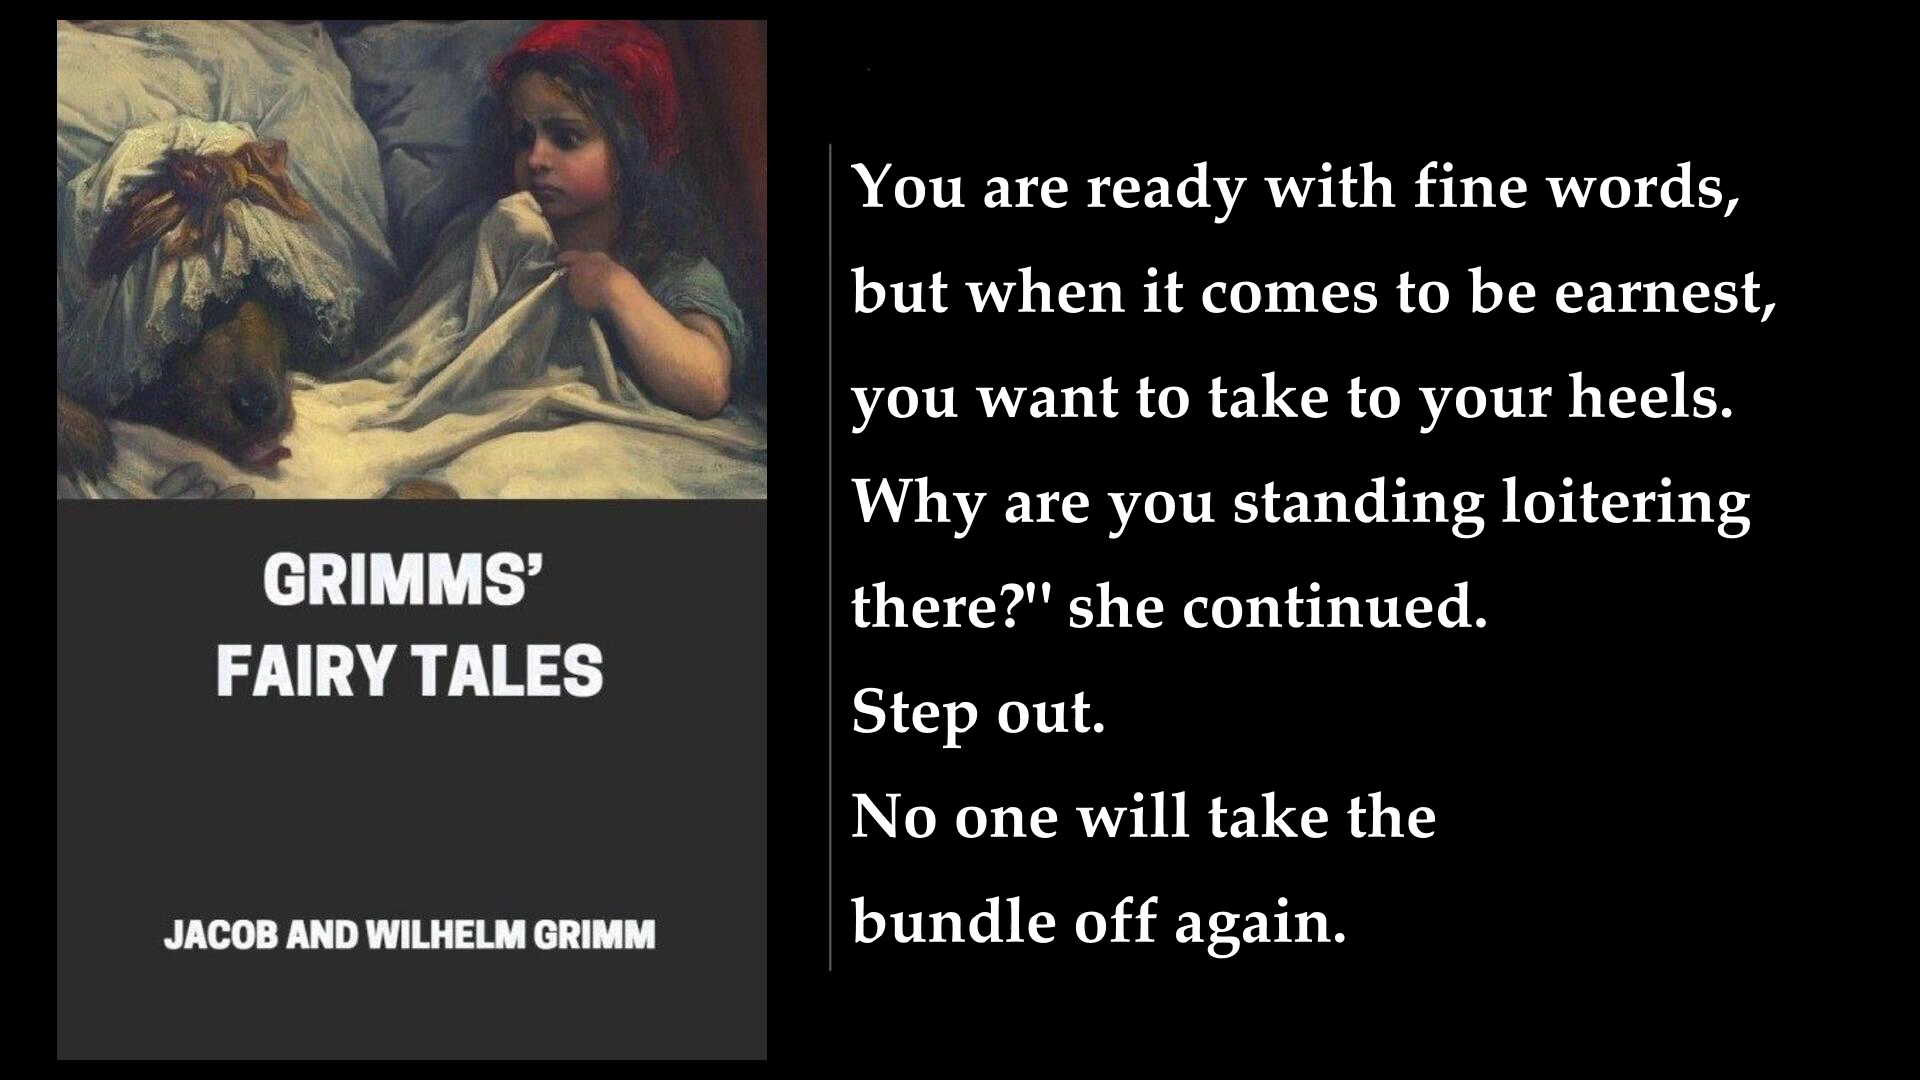 GRIMMS’
FAIRY TALES
JACOB AND WILHELM GRIMM
You are ready with fine words,
but when it comes to be earnest,
you want to take to your heels.
Why are you standing loitering
there?" she continued.
Step out.
No one will take the
bundle off again.